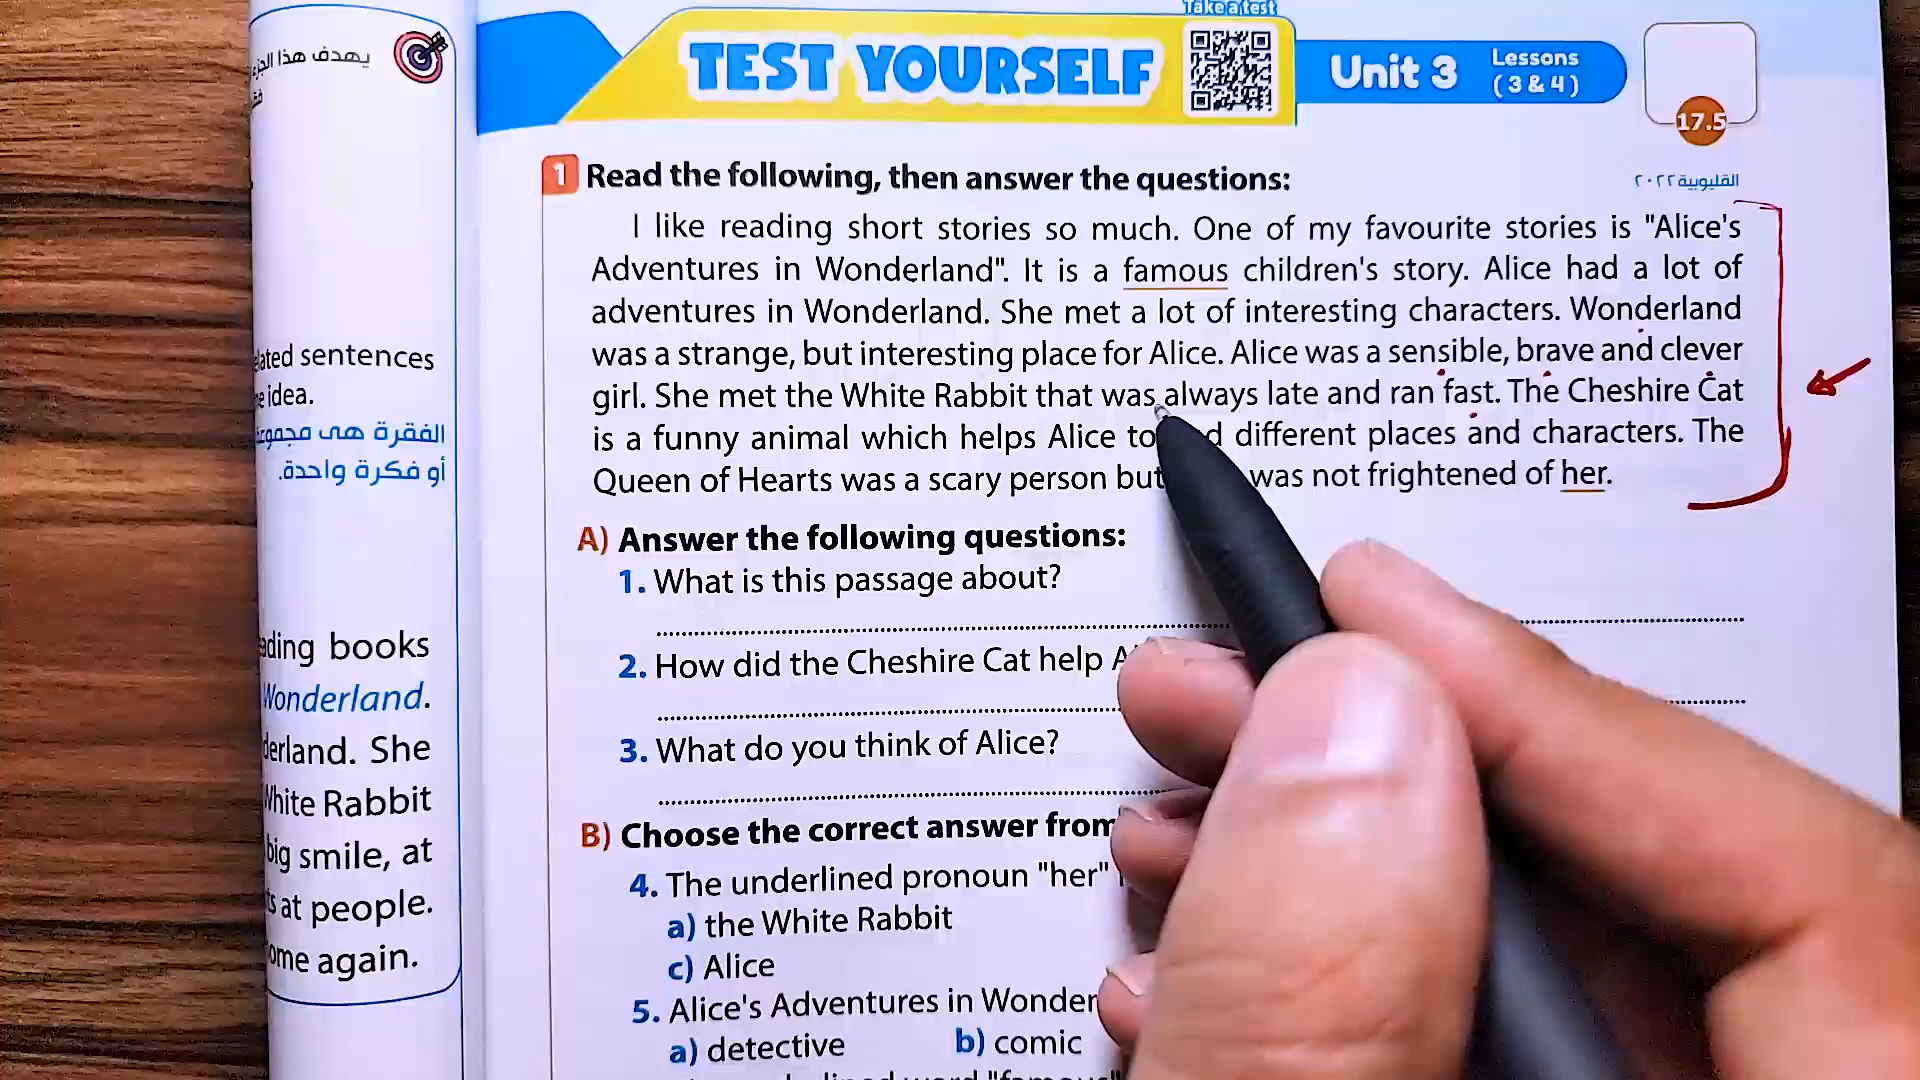 Take a test
TEST YOURSELF
Unit 3
Lessons
(3 & 4)
17.5
يهدف هذا الجزء
1 Read the following, then answer the questions:
القليوبية ٢٠٢٢
I like reading short stories so much. One of my favourite stories is "Alice's
Adventures in Wonderland". It is a famous children's story. Alice had a lot of
adventures in Wonderland. She met a lot of interesting characters. Wonderland
was a strange, but interesting place for Alice. Alice was a sensible, brave and clever
girl. She met the White Rabbit that was always late and ran fast. The Cheshire Cat
is a funny animal which helps Alice to different places and characters. The
Queen of Hearts was a scary person but was not frightened of her.
A) Answer the following questions:
1. What is this passage about?
2. How did the Cheshire Cat help
3. What do you think of Alice?
B) Choose the correct answer from
4. The underlined pronoun "her"
a) the White Rabbit
c) Alice
5. Alice's Adventures in Wonder
a) detective b) comic
"famous"
lated sentences
idea.
الفقرة هى مجموعة
أو فكرة واحدة.
ading books
Wonderland.
derland. She
White Rabbit
big smile, at
ts at people.
ome again.